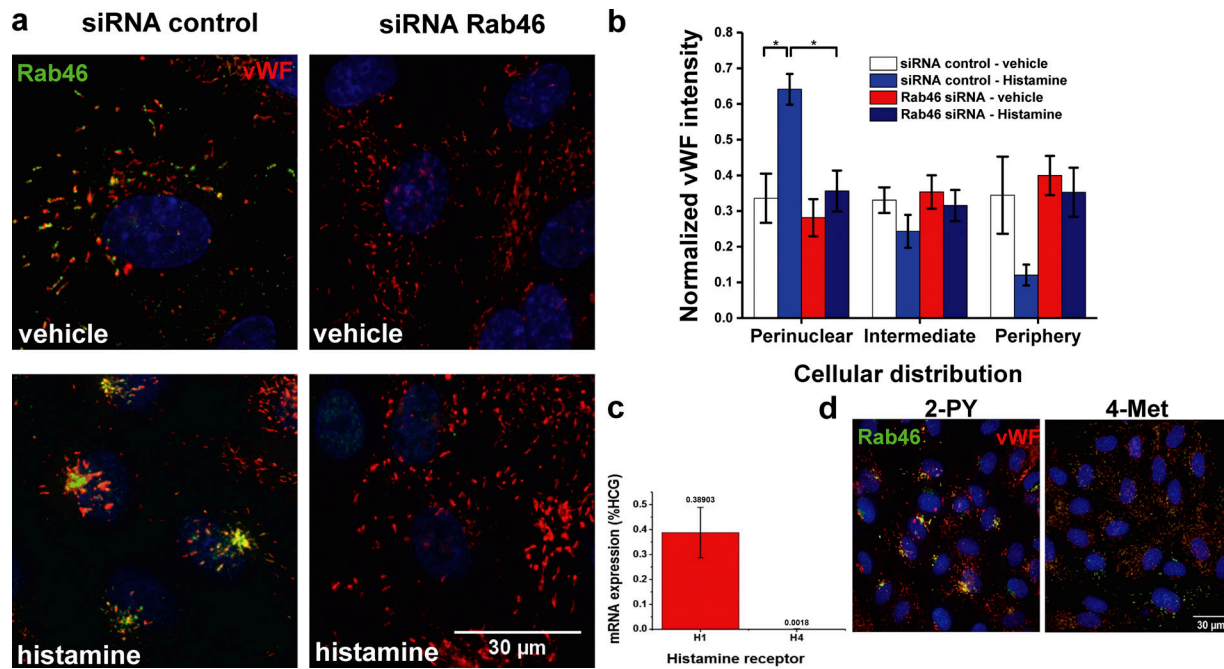 a
siRNA control
siRNA Rab46
Rab46
vWF
vehicle
vehicle
histamine
histamine
30 µm
b
Normalized vWF intensity
0.8
0.7
0.6
0.5
0.4
0.3
0.2
0.1
0.0
*
*
siRNA control - vehicle
siRNA control - Histamine
Rab46 siRNA - vehicle
Rab46 siRNA - Histamine
Perinuclear
Intermediate
Periphery
Cellular distribution
c
mRNA expression (%HCG)
0.5
0.4
0.3
0.2
0.1
0.0
0.38903
0.0018
H1
H4
Histamine receptor
d
2-PY
4-Met
Rab46
vWF
30 µm